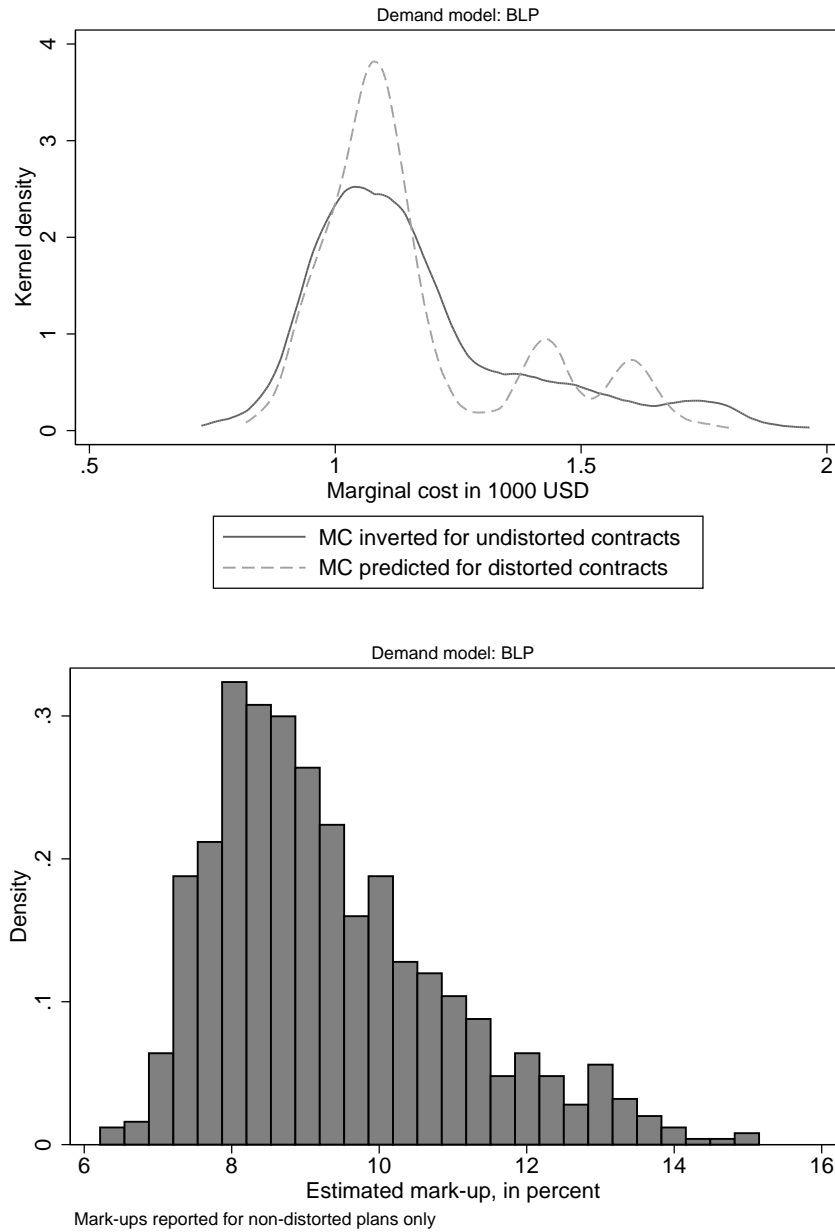 Demand model: BLP
Kernel density
4
3
2
1
0
.5
1
1.5
2
Marginal cost in 1000 USD
MC inverted for undistorted contracts
MC predicted for distorted contracts
Demand model: BLP
Density
.3
.2
.1
0
6
8
10
12
14
16
Estimated mark-up, in percent
Mark-ups reported for non-distorted plans only